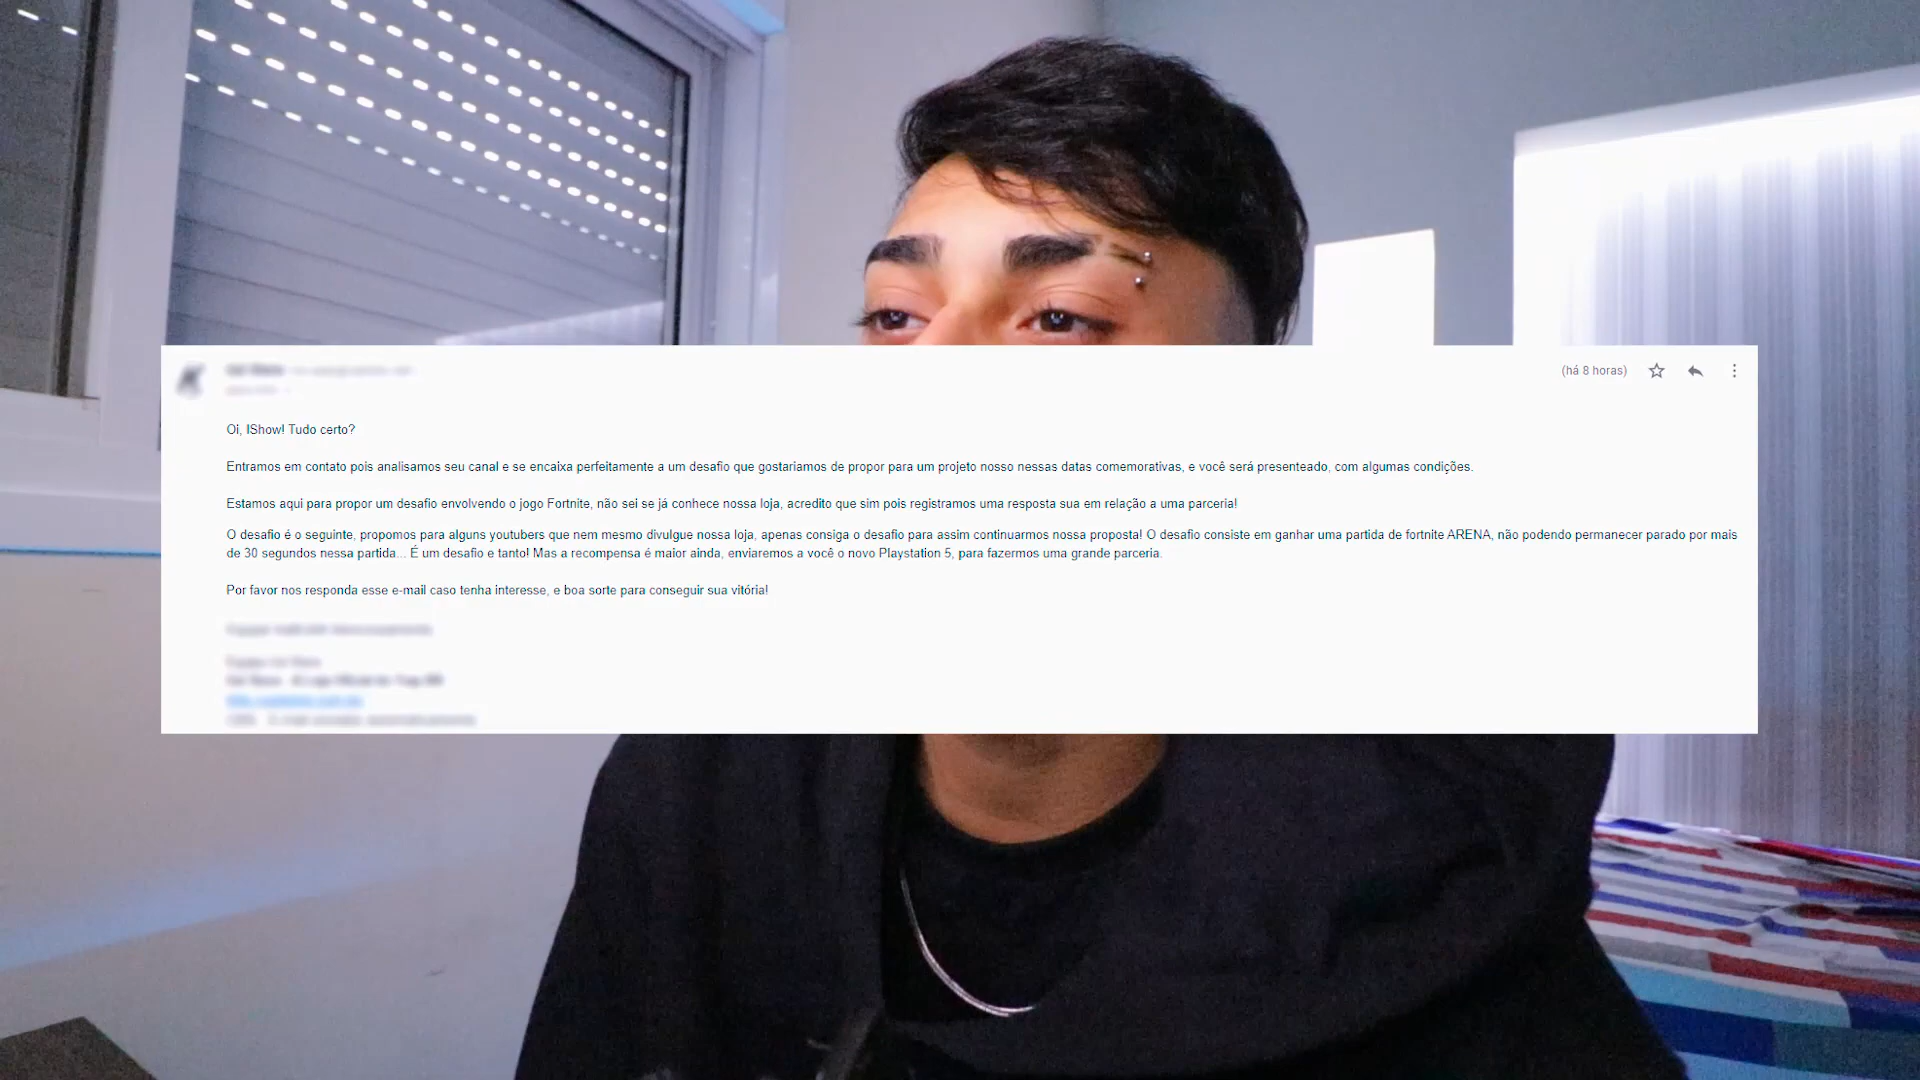 (há 8 horas)
Oi, IShow! Tudo certo?
Entramos em contato pois analisamos seu canal e se encaixa perfeitamente a um desafio que gostariamos de propor para um projeto nosso nessas datas comemorativas, e você será presenteado, com algumas condições.
Estamos aqui para propor um desafio envolvendo o jogo Fortnite, não sei se já conhece nossa loja, acredito que sim pois registramos uma resposta sua em relação a uma parceria!
O desafio é o seguinte, propomos para alguns youtubers que nem mesmo divulgue nossa loja, apenas consiga o desafio para assim continuarmos nossa proposta! O desafio consiste em ganhar uma partida de fortnite ARENA, não podendo permanecer parado por mais
de 30 segundos nessa partida... É um desafio e tanto! Mas a recompensa é maior ainda, enviaremos a você o novo Playstation 5, para fazermos uma grande parceria.
Por favor nos responda esse e-mail caso tenha interesse, e boa sorte para conseguir sua vitória!